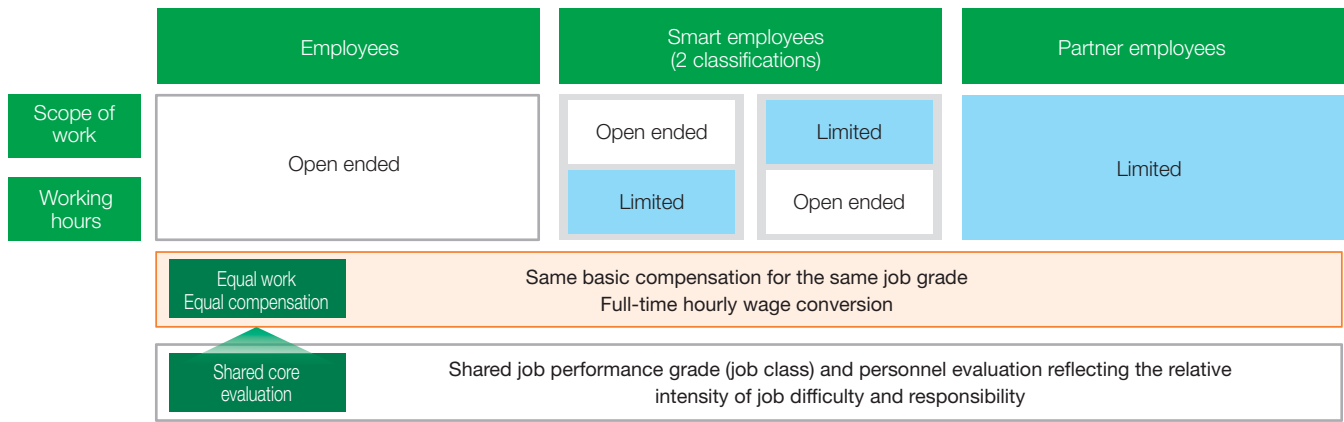 Employees
Smart employees
(2 classifications)
Partner employees
Scope of
work
Working
hours
Open ended
Open ended
Limited
Limited
Open ended
Limited
Equal work
Equal compensation
Same basic compensation for the same job grade
Full-time hourly wage conversion
Shared core
evaluation
Shared job performance grade (job class) and personnel evaluation reflecting the relative
intensity of job difficulty and responsibility